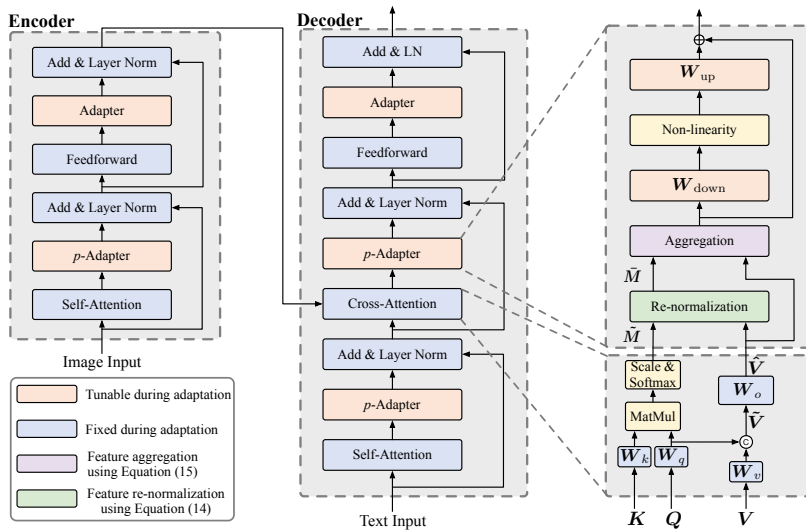 Encoder
Add & Layer Norm
Adapter
Feedforward
Add & Layer Norm
p-Adapter
Self-Attention
Image Input
Tunable during adaptation
Fixed during adaptation
Feature aggregation
using Equation (15)
Feature re-normalization
using Equation (14)
Decoder
Add & LN
Adapter
Feedforward
Add & Layer Norm
p-Adapter
Cross-Attention
Add & Layer Norm
p-Adapter
Self-Attention
Text Input
⊕
W_up
Non-linearity
W_down
Aggregation
M̄
Re-normalization
M̃
V̂
Scale &
Softmax
W_o
MatMul
Ṽ
C
W_k
W_q
W_v
K
Q
V